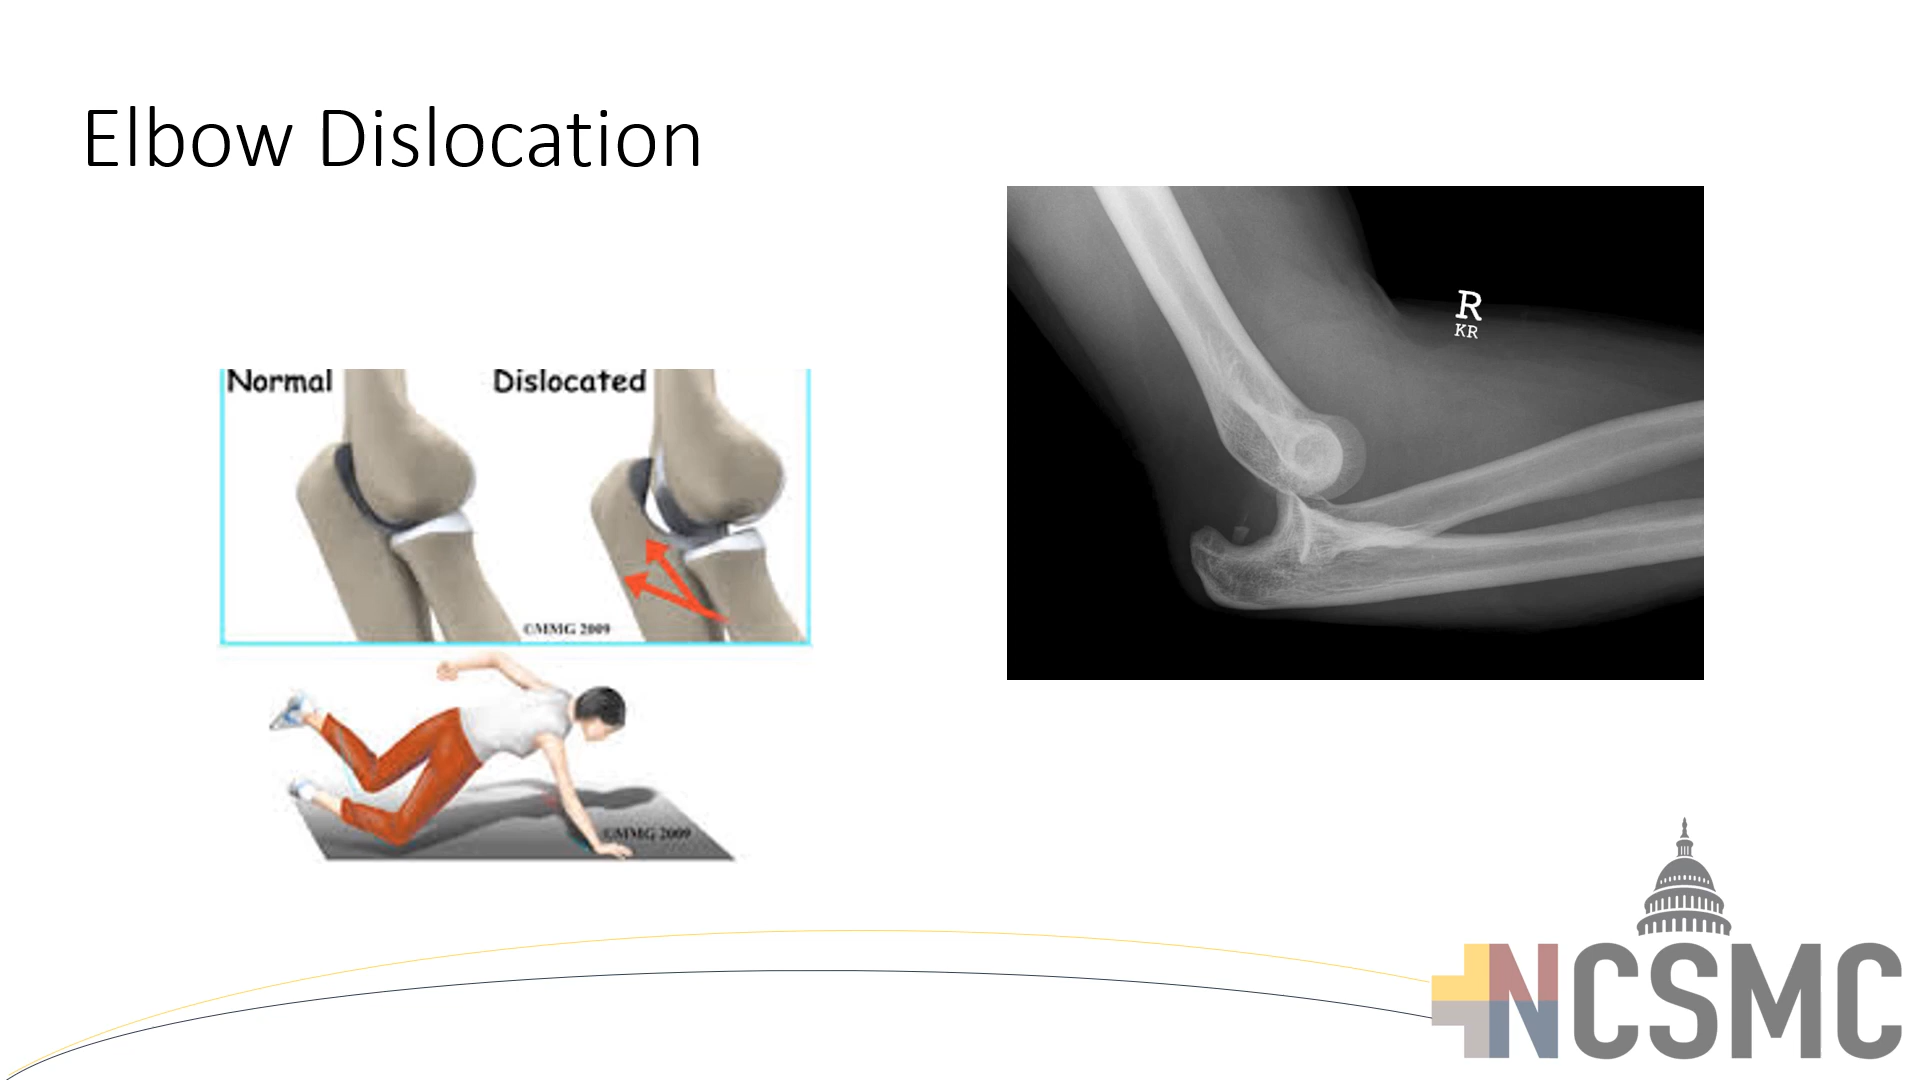 Elbow Dislocation
Normal
Dislocated
©MMG 2009
©MMG 2009
R
KR
NCSMC